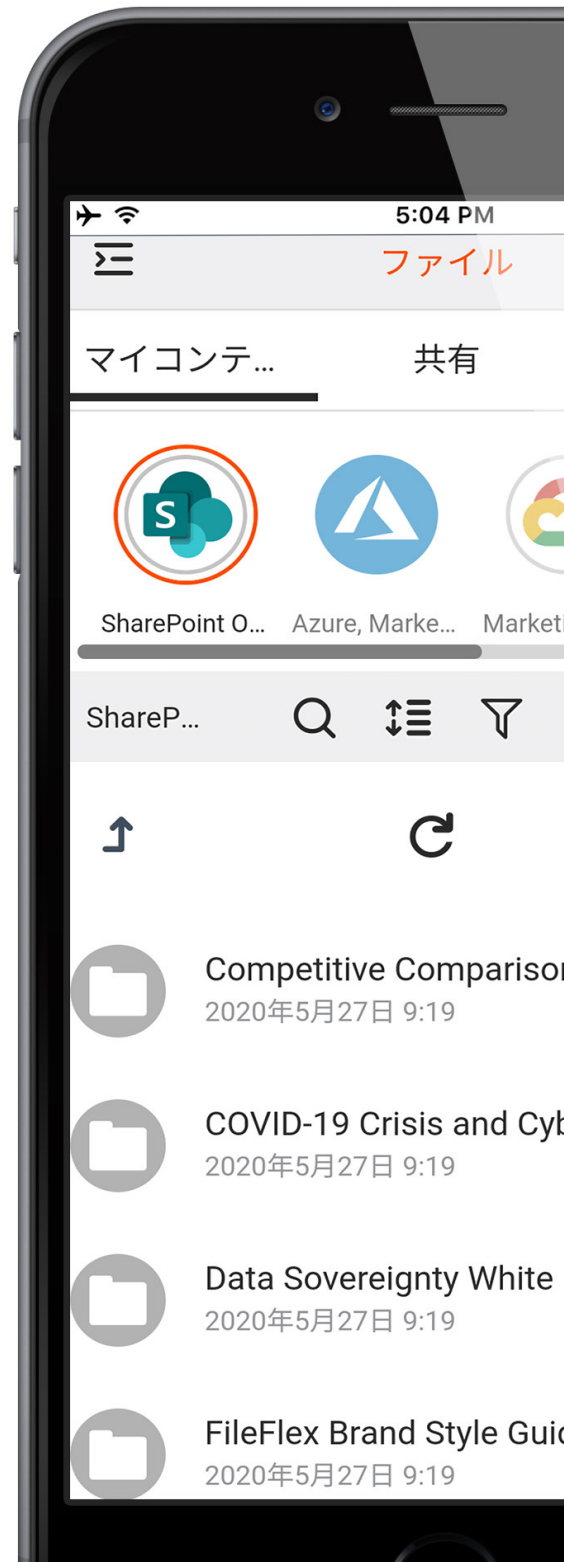 5:04 PM
ファイル
マイコンテ...
共有
S
SharePoint O...
Azure, Marke...
Marketi
ShareP...
Competitive Comparison
2020年5月27日 9:19
COVID-19 Crisis and Cyb
2020年5月27日 9:19
Data Sovereignty White
2020年5月27日 9:19
FileFlex Brand Style Guid
2020年5月27日 9:19